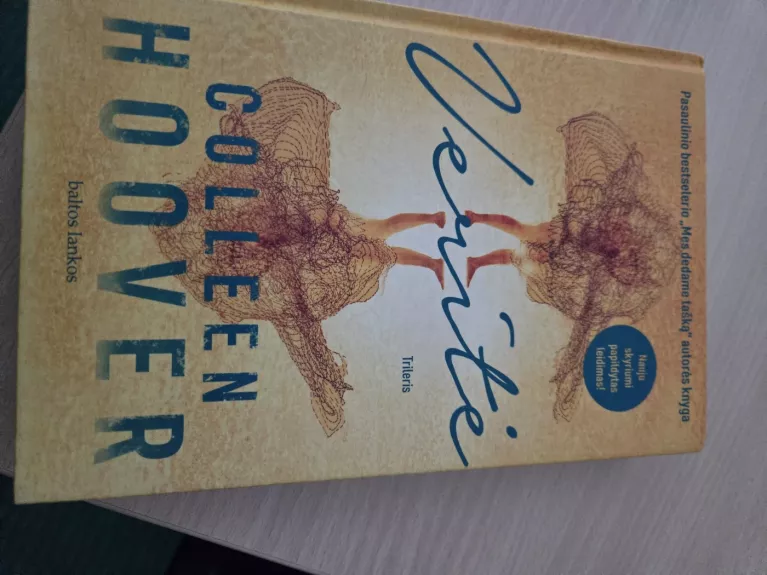 Pasaulinio bestselerio „Mes dedame tašką“ autorės knyga
Verity
Naujo
skyriumi
papildytas
leidimas!
Trileris
COLLEEN
HOOVER
baltos lankos